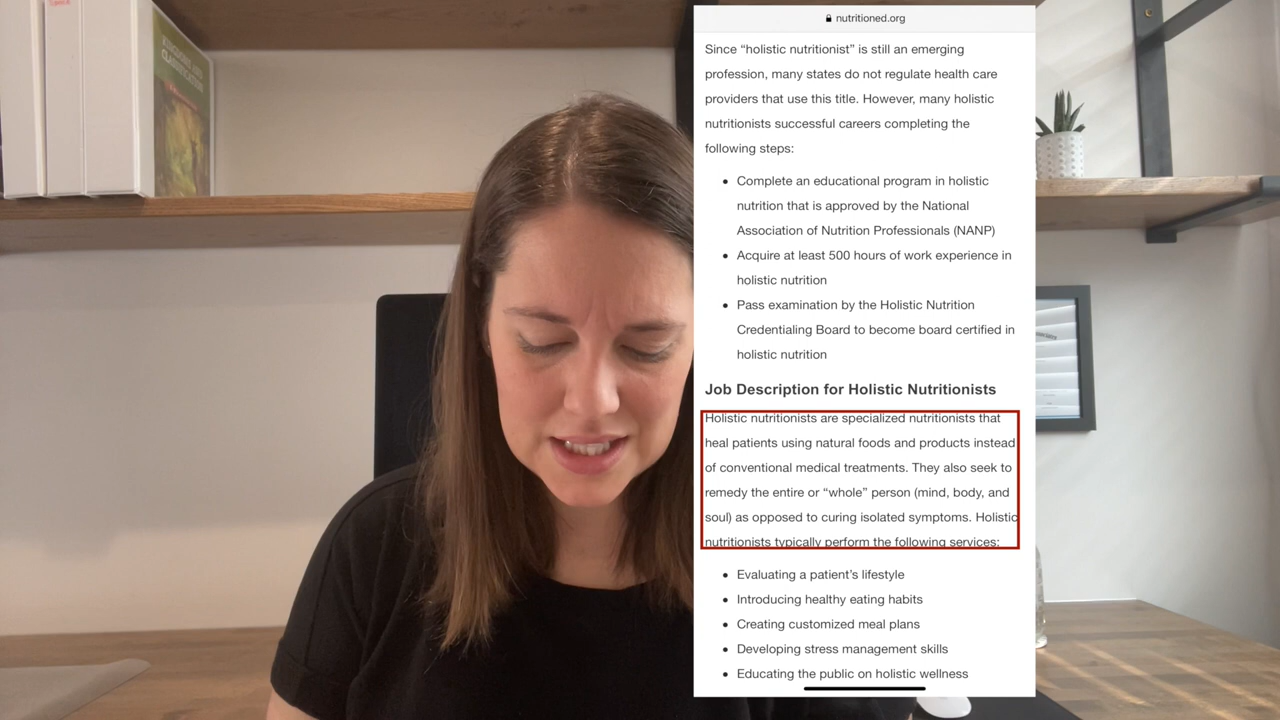 nutritioned.org
Since “holistic nutritionist” is still an emerging
profession, many states do not regulate health care
providers that use this title. However, many holistic
nutritionists successful careers completing the
following steps:
• Complete an educational program in holistic
nutrition that is approved by the National
Association of Nutrition Professionals (NANP)
• Acquire at least 500 hours of work experience in
holistic nutrition
• Pass examination by the Holistic Nutrition
Credentialing Board to become board certified in
holistic nutrition
Job Description for Holistic Nutritionists
Holistic nutritionists are specialized nutritionists that
heal patients using natural foods and products instead
of conventional medical treatments. They also seek to
remedy the entire or “whole” person (mind, body, and
soul) as opposed to curing isolated symptoms. Holistic
nutritionists typically perform the following services:
• Evaluating a patient’s lifestyle
• Introducing healthy eating habits
• Creating customized meal plans
• Developing stress management skills
• Educating the public on holistic wellness